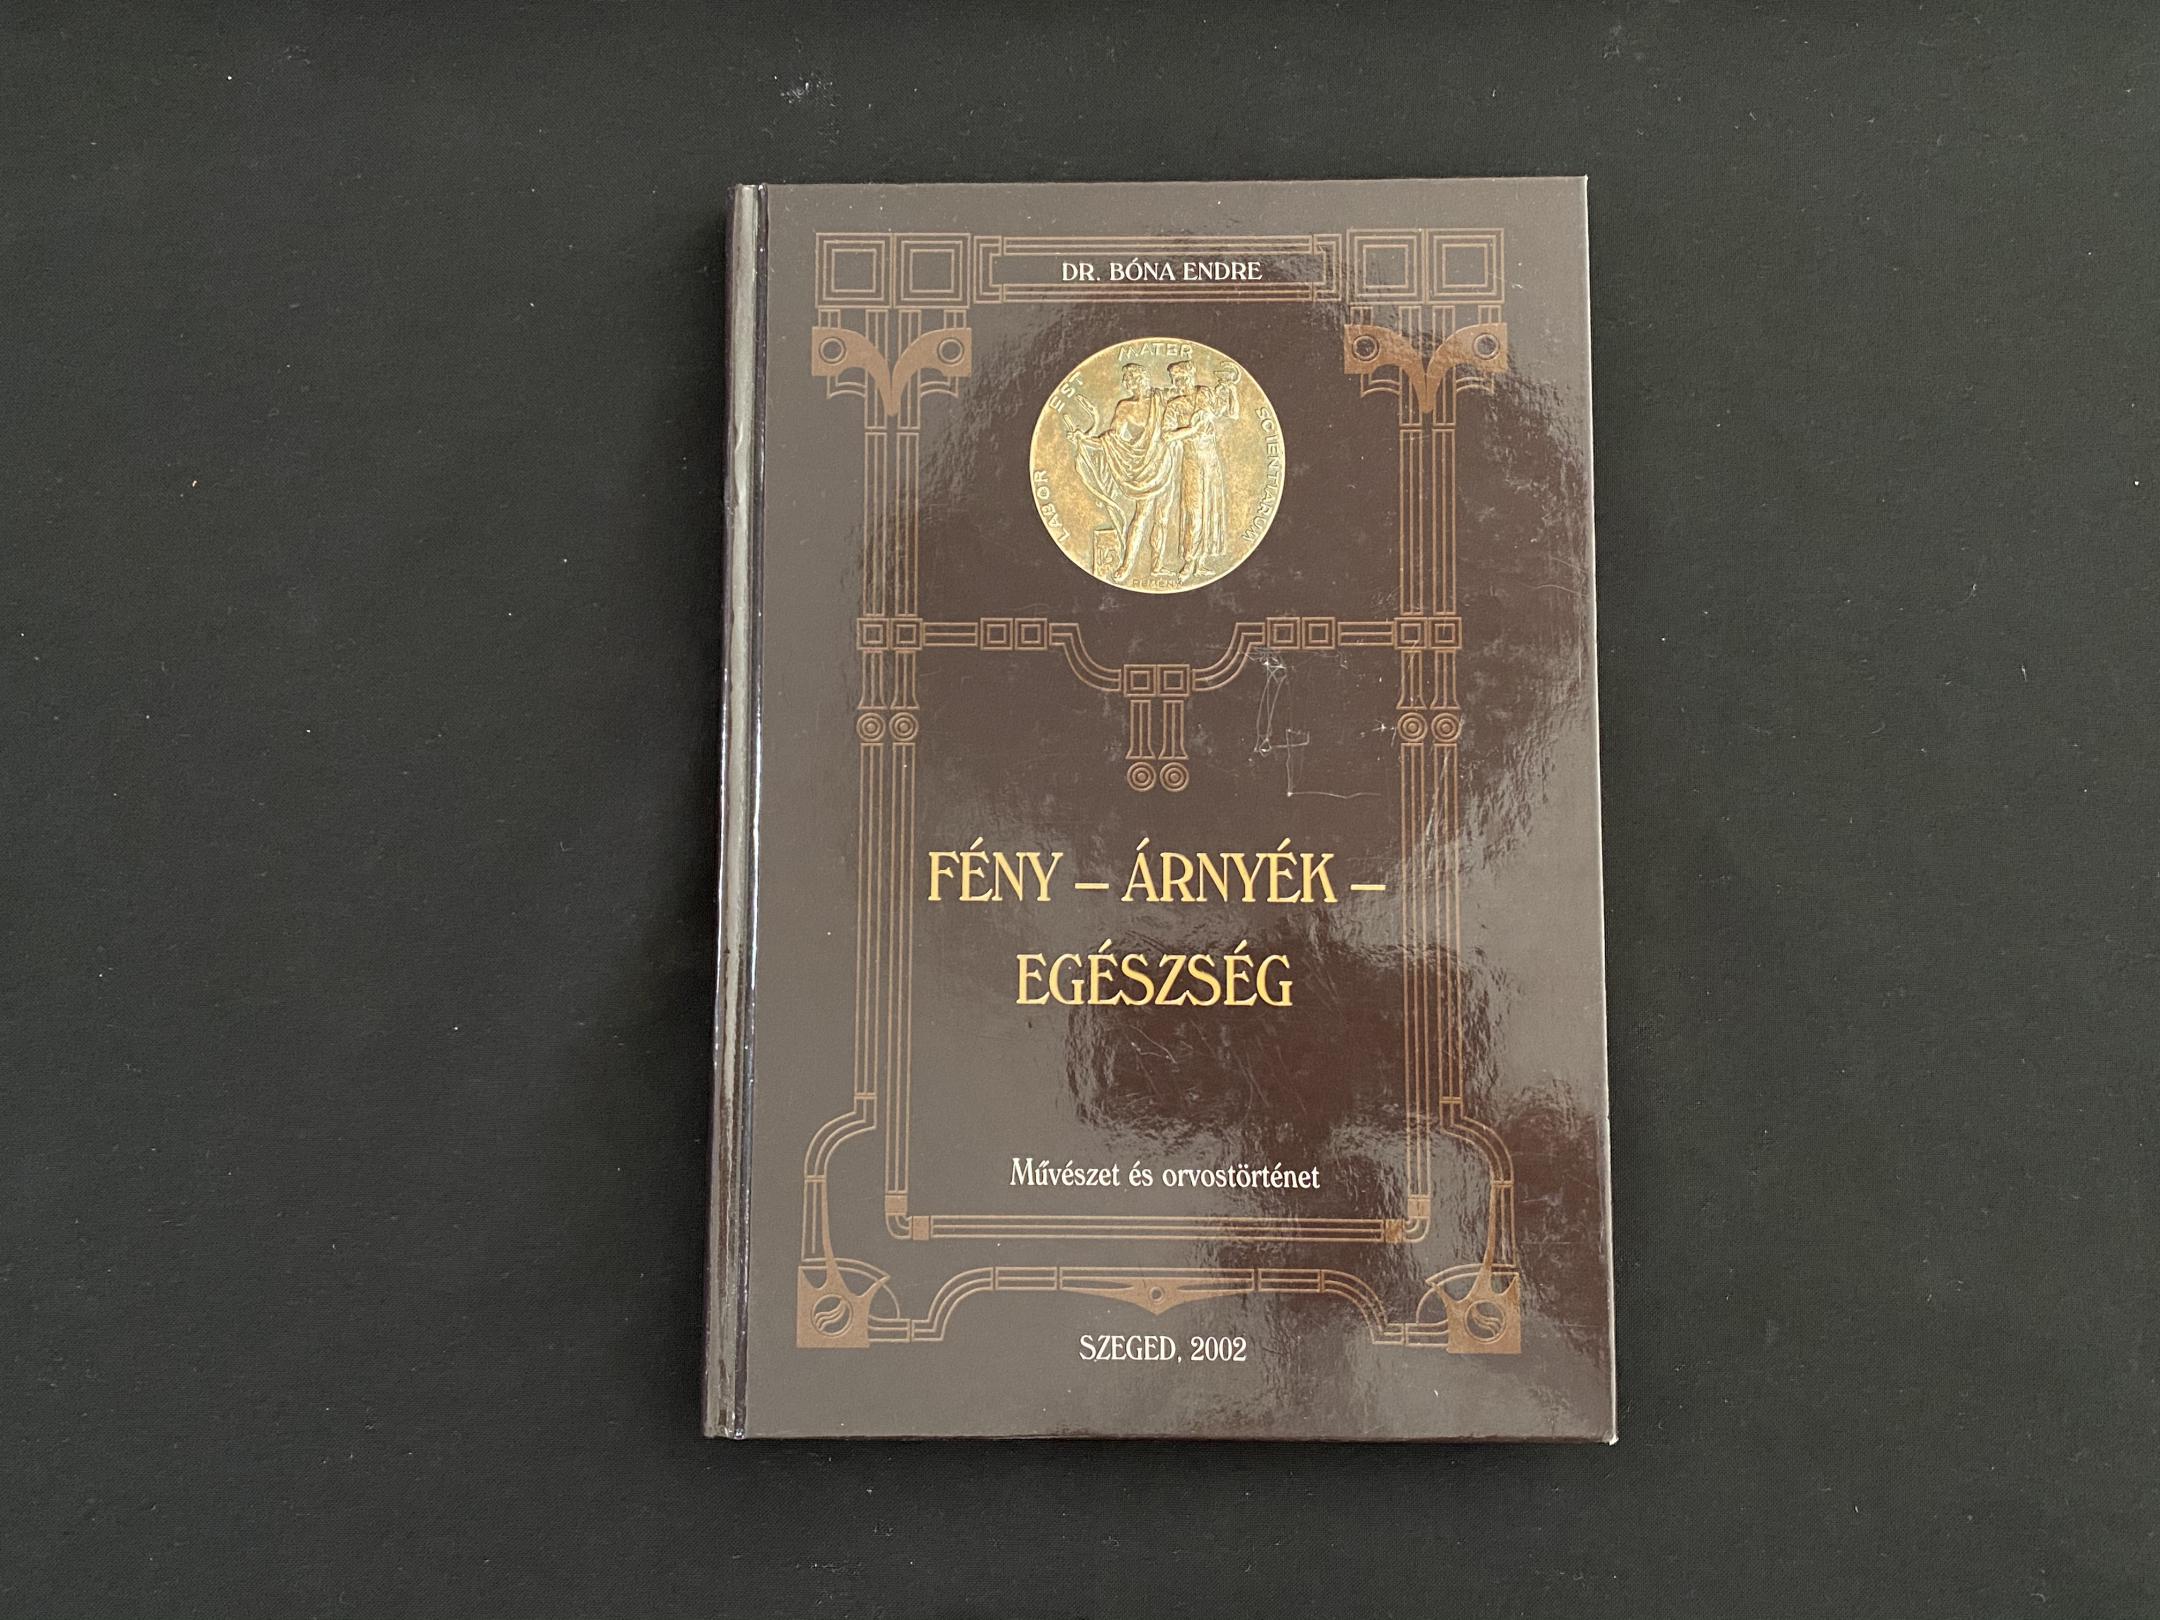 DR. BÓNA ENDRE
LABOR EST MATER SCIENTIARUM
FÉNY – ÁRNYÉK –
EGÉSZSÉG
Művészet és orvostörténet
SZEGED, 2002